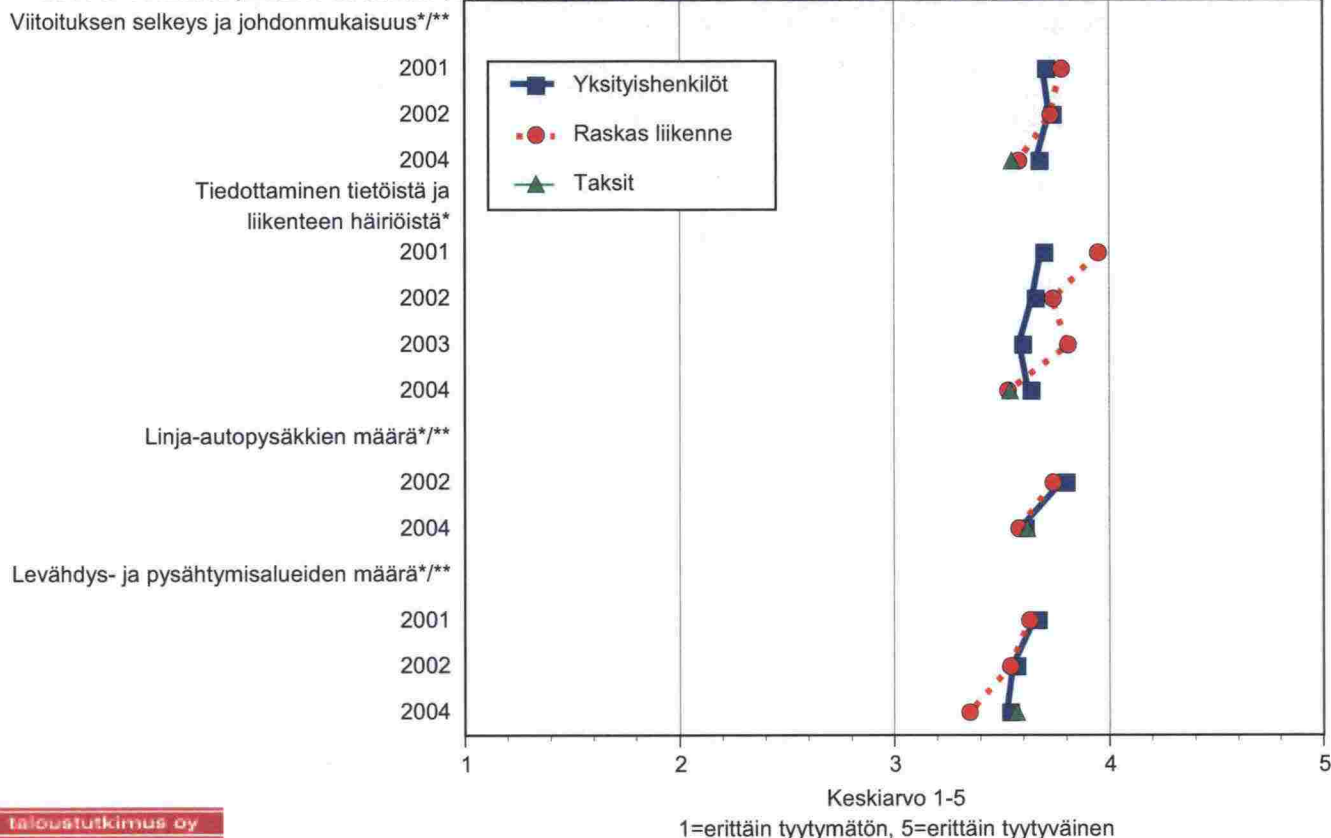 Viitoituksen selkeys ja johdonmukaisuus*/**
2001
2002
2004
Tiedottaminen tietöistä ja
liikenteen häiriöistä*
2001
2002
2003
2004
Linja-autopysäkkien määrä*/**
2002
2004
Levähdys- ja pysähtymisalueiden määrä*/**
2001
2002
2004
Yksityishenkilöt
Raskas liikenne
Taksit
1 2 3 4 5
Keskiarvo 1-5
1=erittäin tyytymätön, 5=erittäin tyytyväinen
taloustutkimus oy